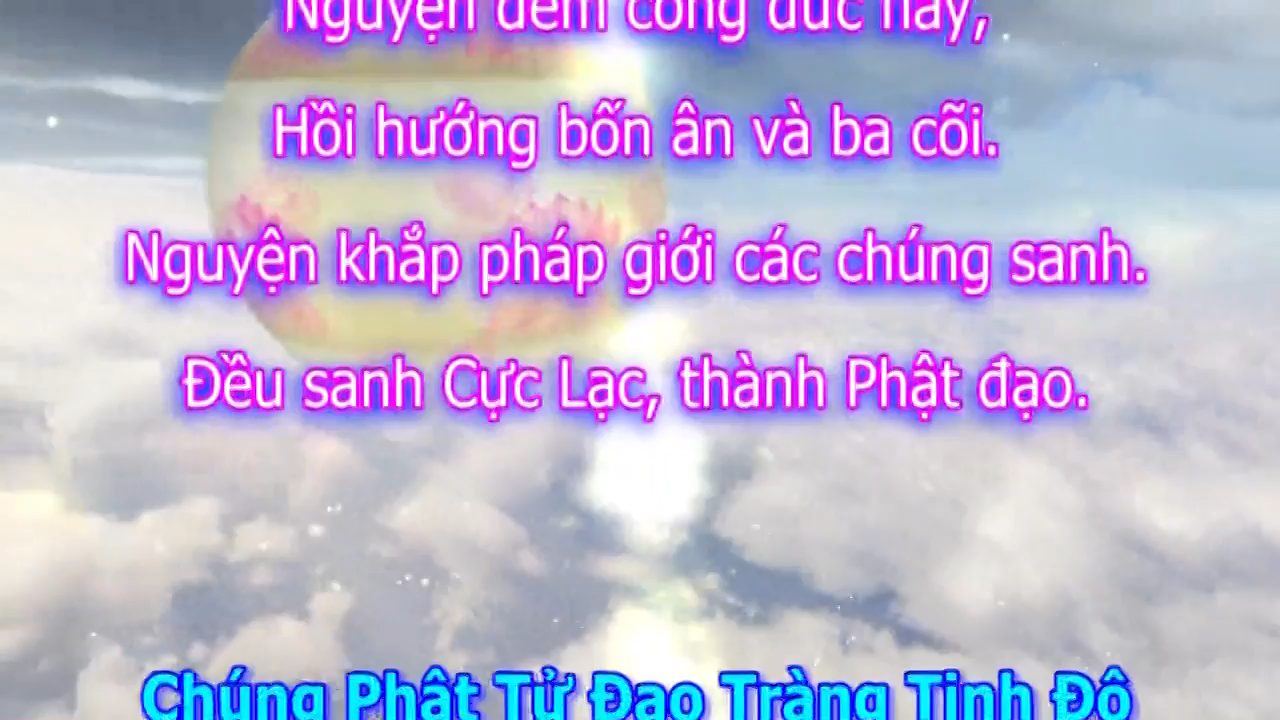 Nguyện đem công đức này,
Hồi hướng bốn ân và ba cõi.
Nguyện khắp pháp giới các chúng sanh.
Đều sanh Cực Lạc, thành Phật đạo.
Chúng Phật Tử Đạo Tràng Tịnh Độ